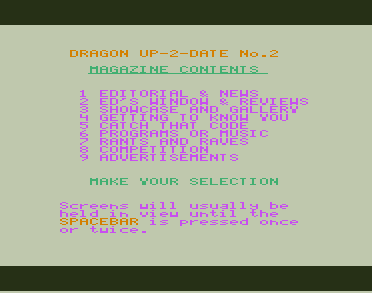 DRAGON UP-2-DATE No.2
MAGAZINE CONTENTS
1 EDITORIAL & NEWS
2 ED'S WINDOW & REVIEWS
3 SHOWCASE AND GALLERY
4 GETTING TO KNOW YOU
5 CATCH THAT CODE
6 PROGRAMS OR MUSIC
7 RANTS AND RAVES
8 COMPETITION
9 ADVERTISEMENTS
MAKE YOUR SELECTION
Screens will usually be
held in view until the
SPACEBAR is pressed once
or twice.